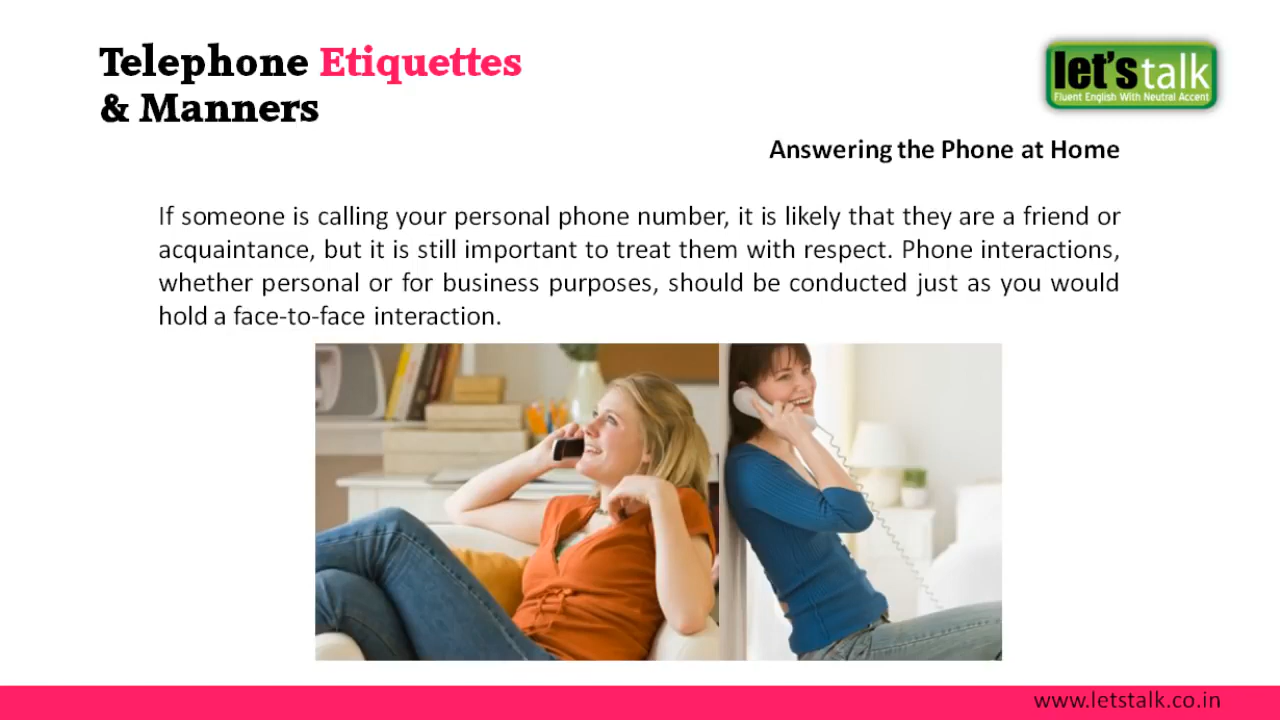 Telephone Etiquettes
& Manners
let's talk
Fluent English With Neutral Accent
Answering the Phone at Home
If someone is calling your personal phone number, it is likely that they are a friend or
acquaintance, but it is still important to treat them with respect. Phone interactions,
whether personal or for business purposes, should be conducted just as you would
hold a face-to-face interaction.
www.letstalk.co.in